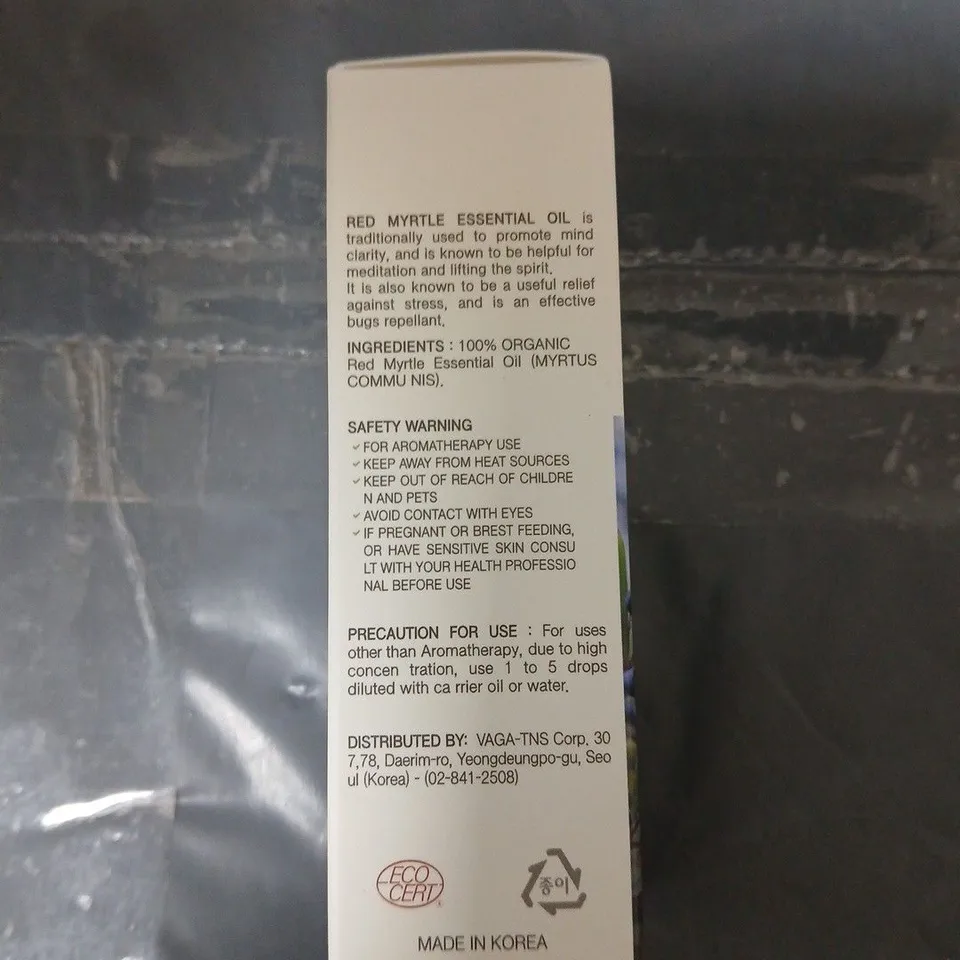 RED MYRTLE ESSENTIAL OIL is
traditionally used to promote mind
clarity, and is known to be helpful for
meditation and lifting the spirit.
It is also known to be a useful relief
against stress, and is an effective
bugs repellant.
INGREDIENTS : 100% ORGANIC
Red Myrtle Essential Oil (MYRTUS
COMMU NIS).
SAFETY WARNING
FOR AROMATHERAPY USE
KEEP AWAY FROM HEAT SOURCES
KEEP OUT OF REACH OF CHILDRE
N AND PETS
AVOID CONTACT WITH EYES
IF PREGNANT OR BREST FEEDING,
OR HAVE SENSITIVE SKIN CONSU
LT WITH YOUR HEALTH PROFESSIO
NAL BEFORE USE
PRECAUTION FOR USE : For uses
other than Aromatherapy, due to high
concen tration, use 1 to 5 drops
diluted with ca rrier oil or water.
DISTRIBUTED BY: VAGA-TNS Corp. 30
7,78, Daerim-ro, Yeongdeungpo-gu, Seo
ul (Korea) - (02-841-2508)
ECO
CERT
종이
MADE IN KOREA